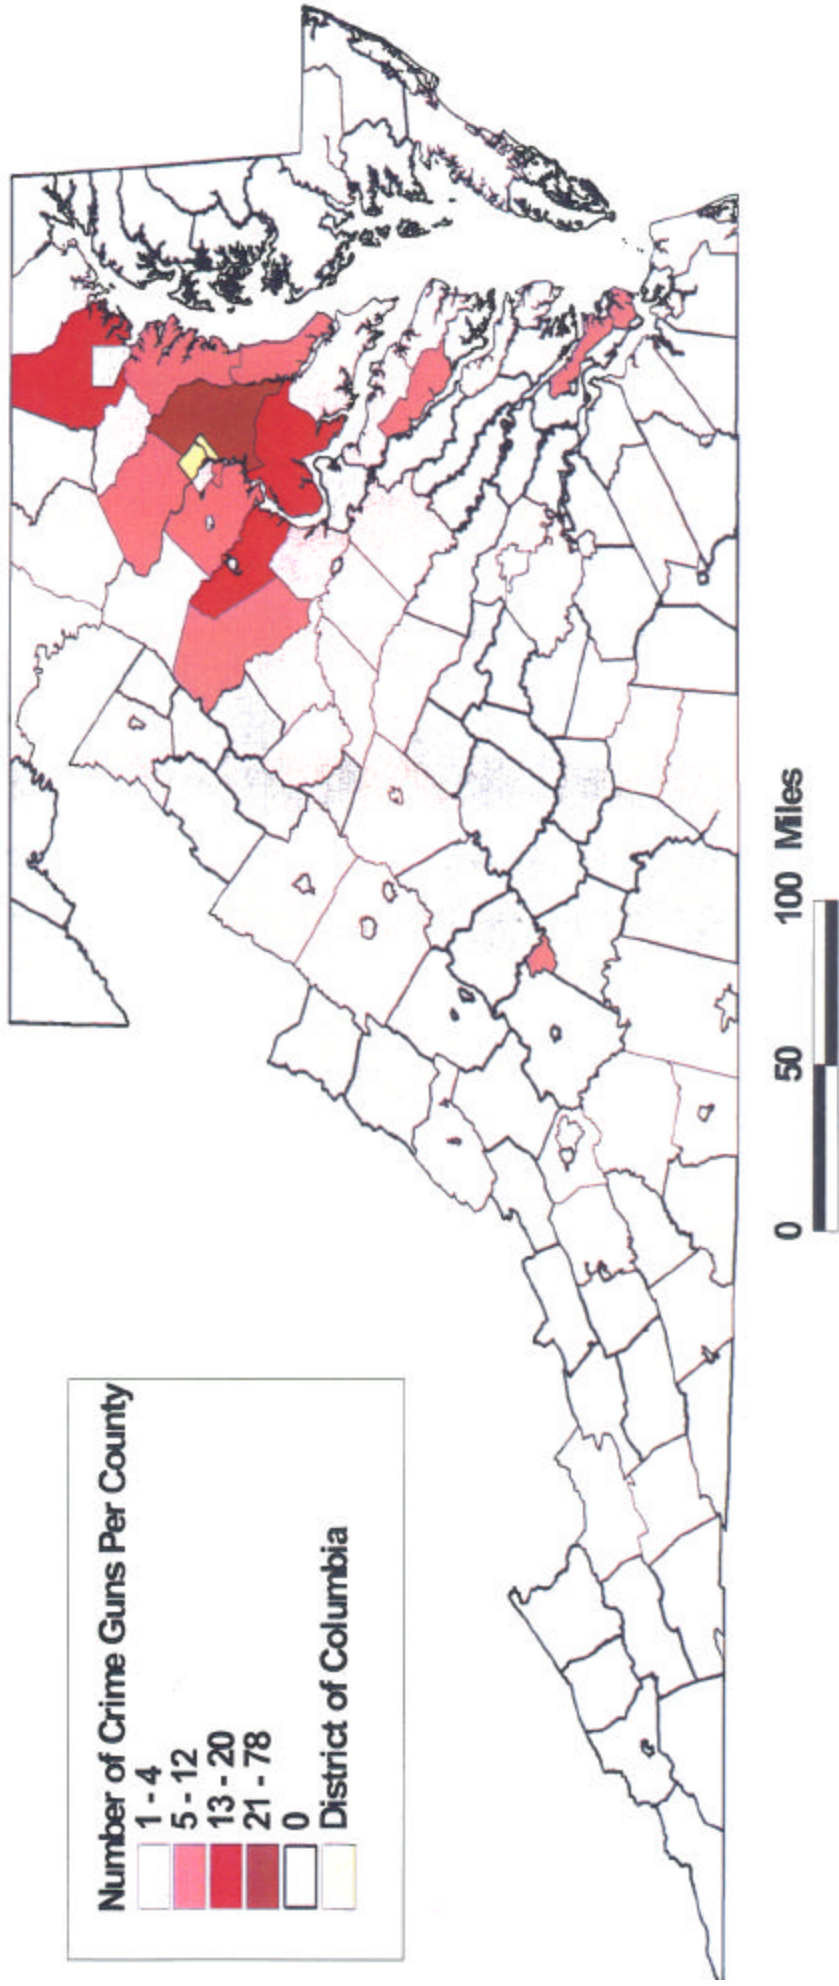 Number of Crime Guns Per County
1 - 4
5 - 12
13 - 20
21 - 78
0
District of Columbia
0 50 100 Miles